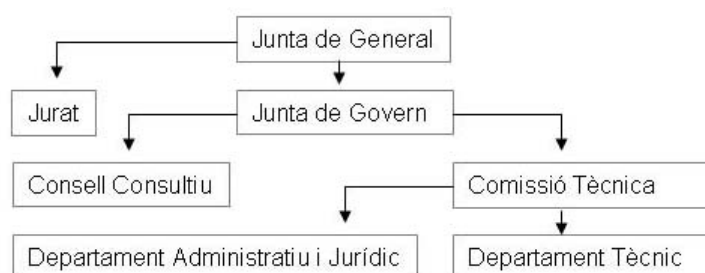 Junta de General
Jurat
Junta de Govern
Consell Consultiu
Comissió Tècnica
Departament Administratiu i Jurídic
Departament Tècnic